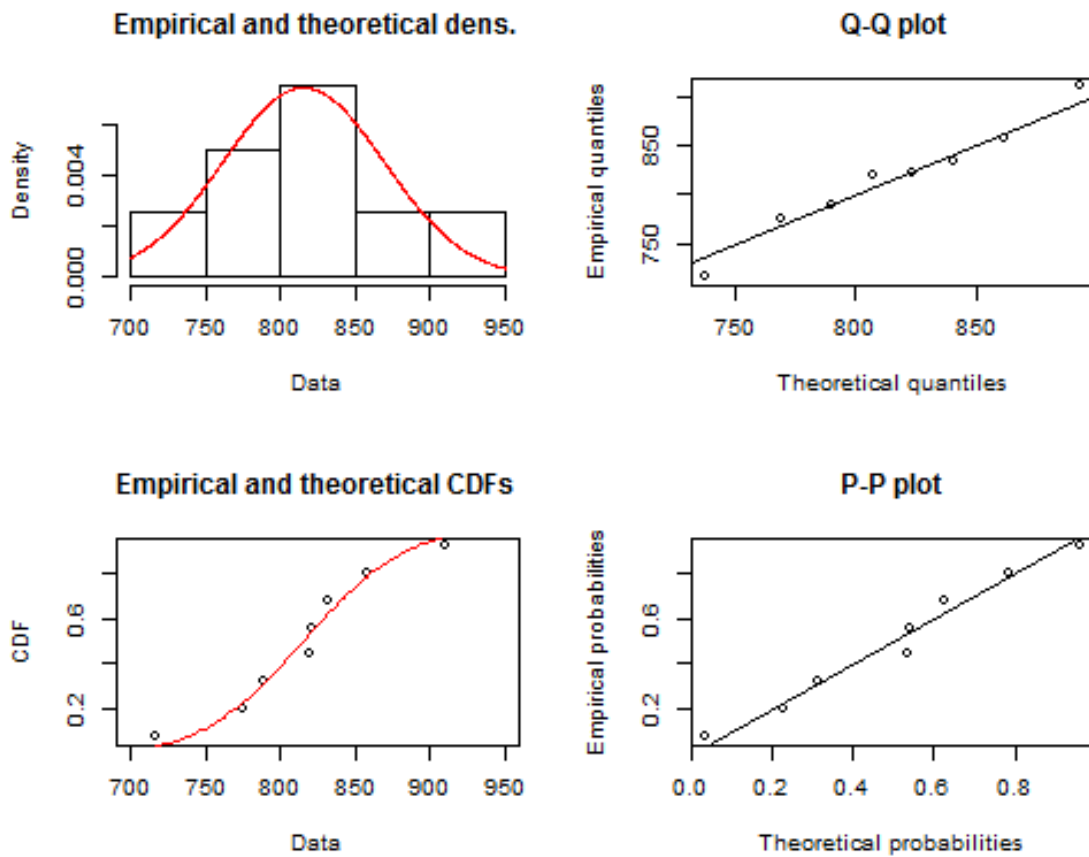 Empirical and theoretical dens.
Density
0.000
0.004
700 750 800 850 900 950
Data
Q-Q plot
Empirical quantiles
750
850
750 800 850
Theoretical quantiles
Empirical and theoretical CDFs
CDF
0.2
0.6
700 750 800 850 900 950
Data
P-P plot
Empirical probabilities
0.2
0.6
0.0 0.2 0.4 0.6 0.8
Theoretical probabilities